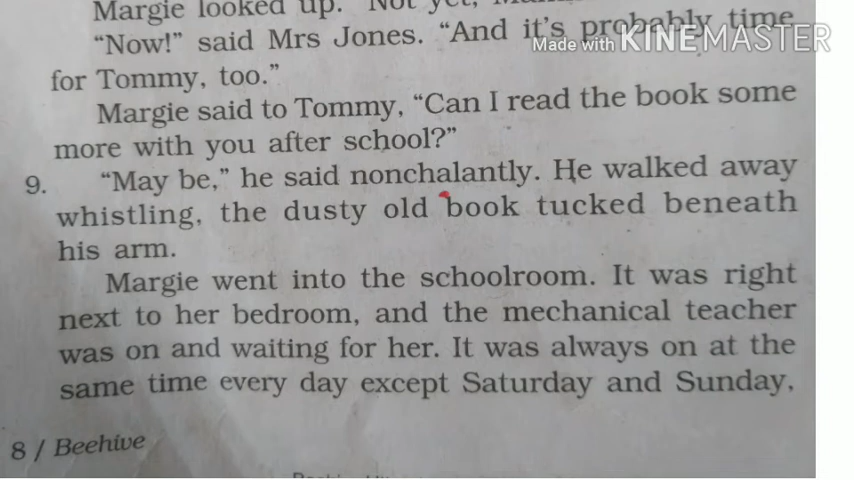 Margie looked up. "Not yet,
"Now!" said Mrs Jones. "And it's probably time
Made with KINEMASTER
for Tommy, too."
Margie said to Tommy, "Can I read the book some
more with you after school?"
9. "May be," he said nonchalantly. He walked away
whistling, the dusty old book tucked beneath
his arm.
Margie went into the schoolroom. It was right
next to her bedroom, and the mechanical teacher
was on and waiting for her. It was always on at the
same time every day except Saturday and Sunday,
8 / Beehive